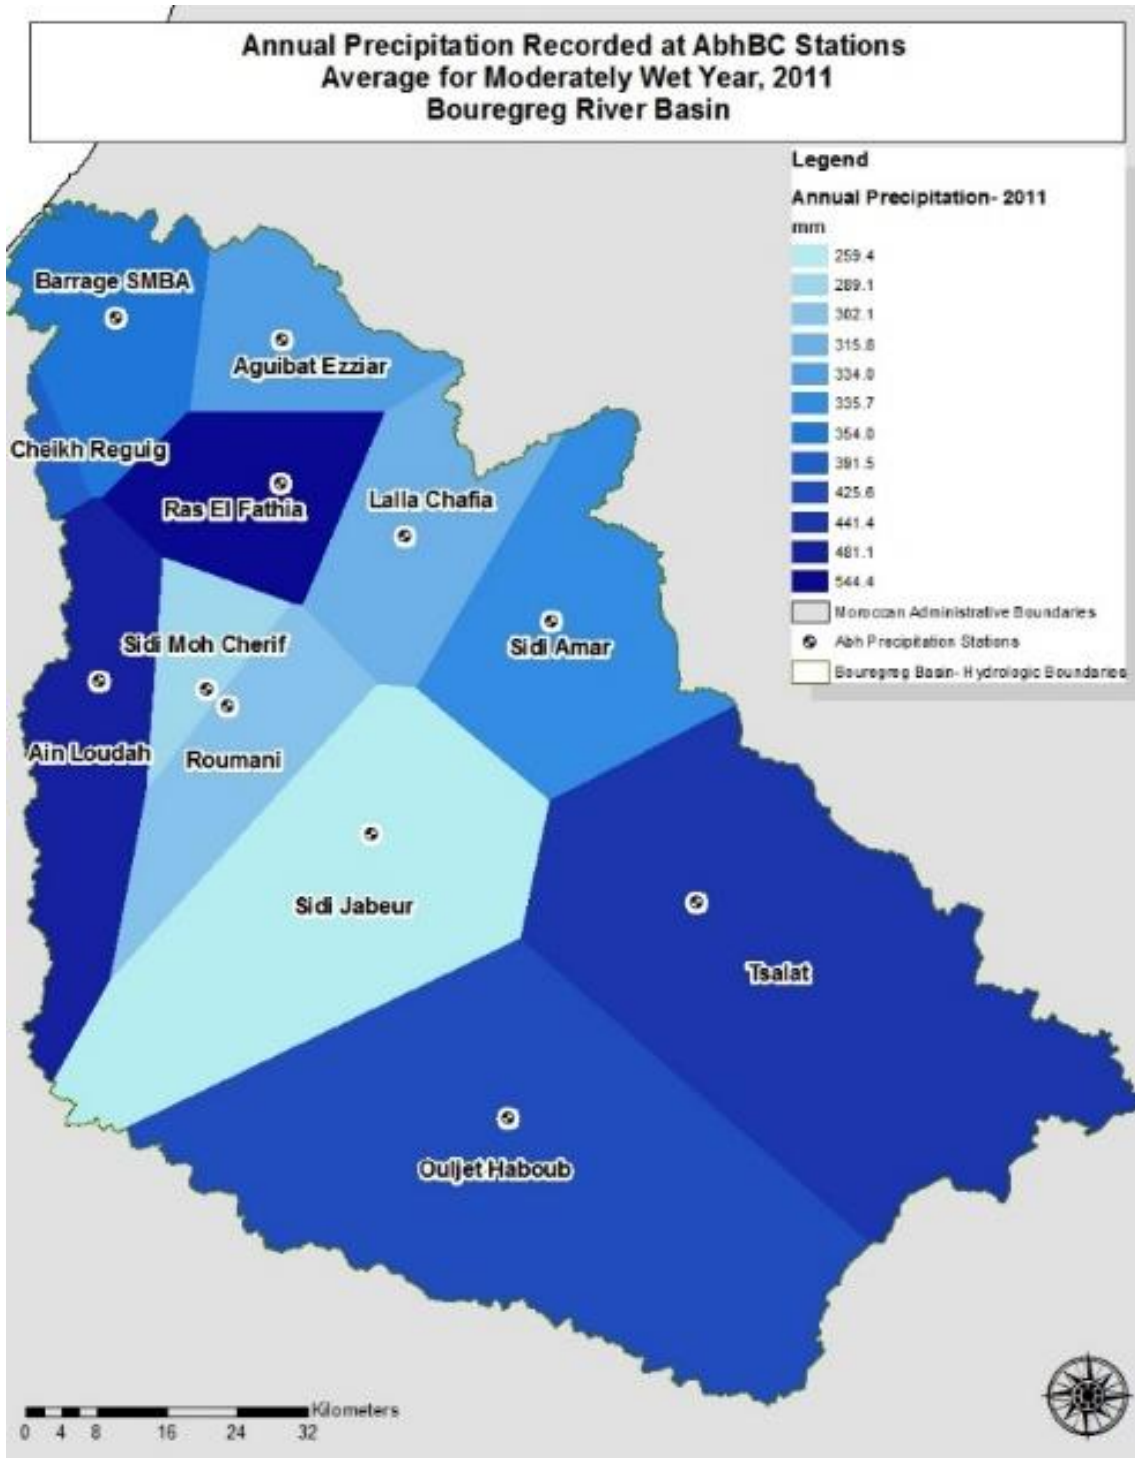 Annual Precipitation Recorded at AbhBC Stations
Average for Moderately Wet Year, 2011
Bouregreg River Basin
Legend
Annual Precipitation- 2011
mm
259.4
289.1
302.1
315.8
334.0
335.7
354.0
391.5
425.6
441.4
481.1
544.4
Moroccan Administrative Boundaries
Abh Precipitation Stations
Bouregreg Basin- Hydrologic Boundaries
Barrage SMBA
Aguibat Ezziar
Cheikh Reguig
Ras El Fathia
Lalla Chafia
Sidi Moh Cherif
Sidi Amar
Ain Loudah
Roumani
Sidi Jabeur
Tsalat
Ouljet Haboub
Kilometers
0 4 8 16 24 32